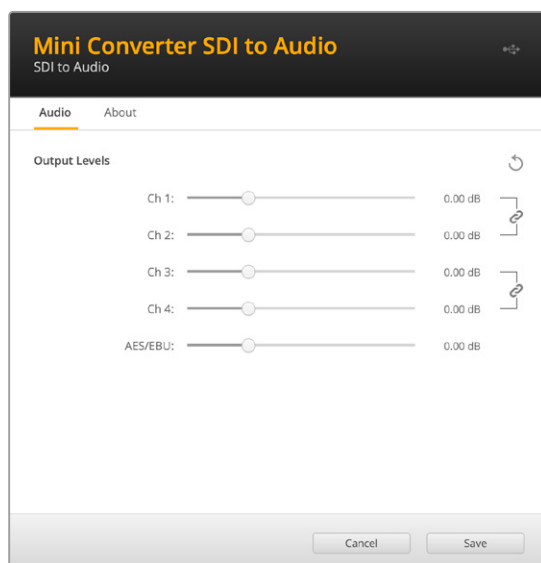 Mini Converter SDI to Audio
SDI to Audio
Audio About
Output Levels
Ch 1: 0.00 dB
Ch 2: 0.00 dB
Ch 3: 0.00 dB
Ch 4: 0.00 dB
AES/EBU: 0.00 dB
Cancel Save